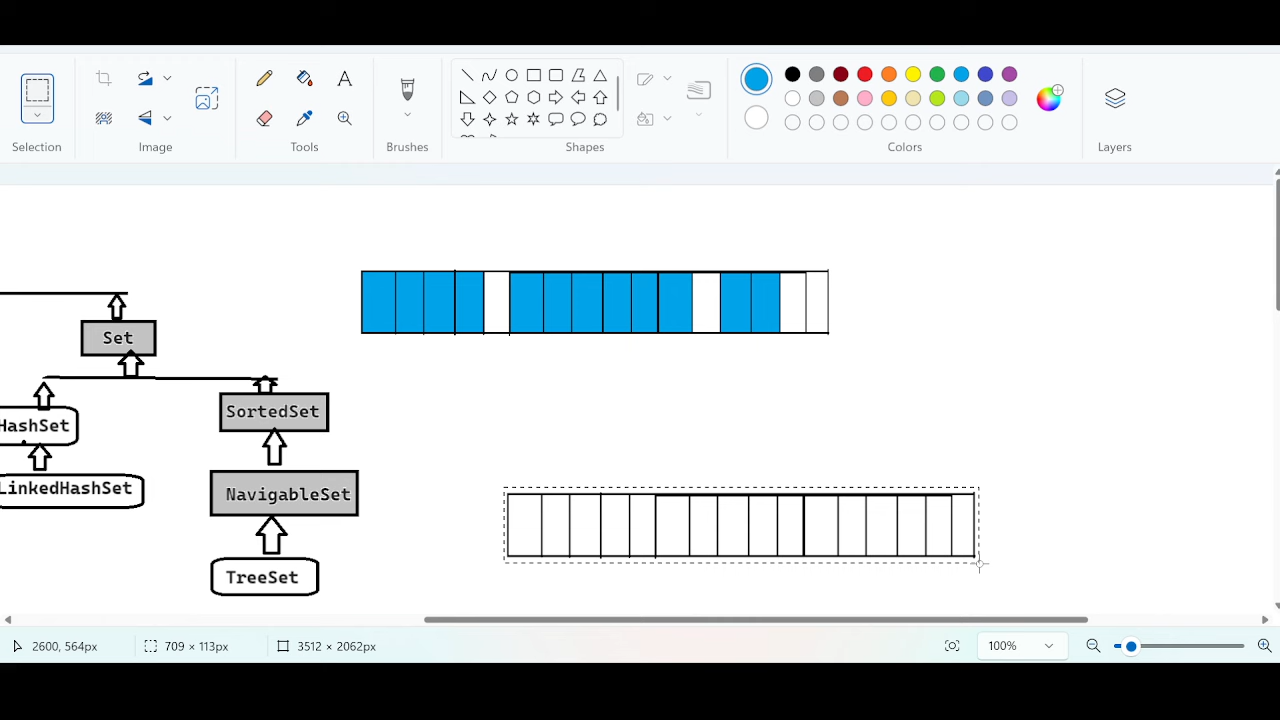 Selection
Image
Tools
Brushes
Shapes
Colors
Layers
Set
SortedSet
HashSet
LinkedHashSet
NavigableSet
TreeSet
2600, 564px
709 × 113px
3512 × 2062px
100%